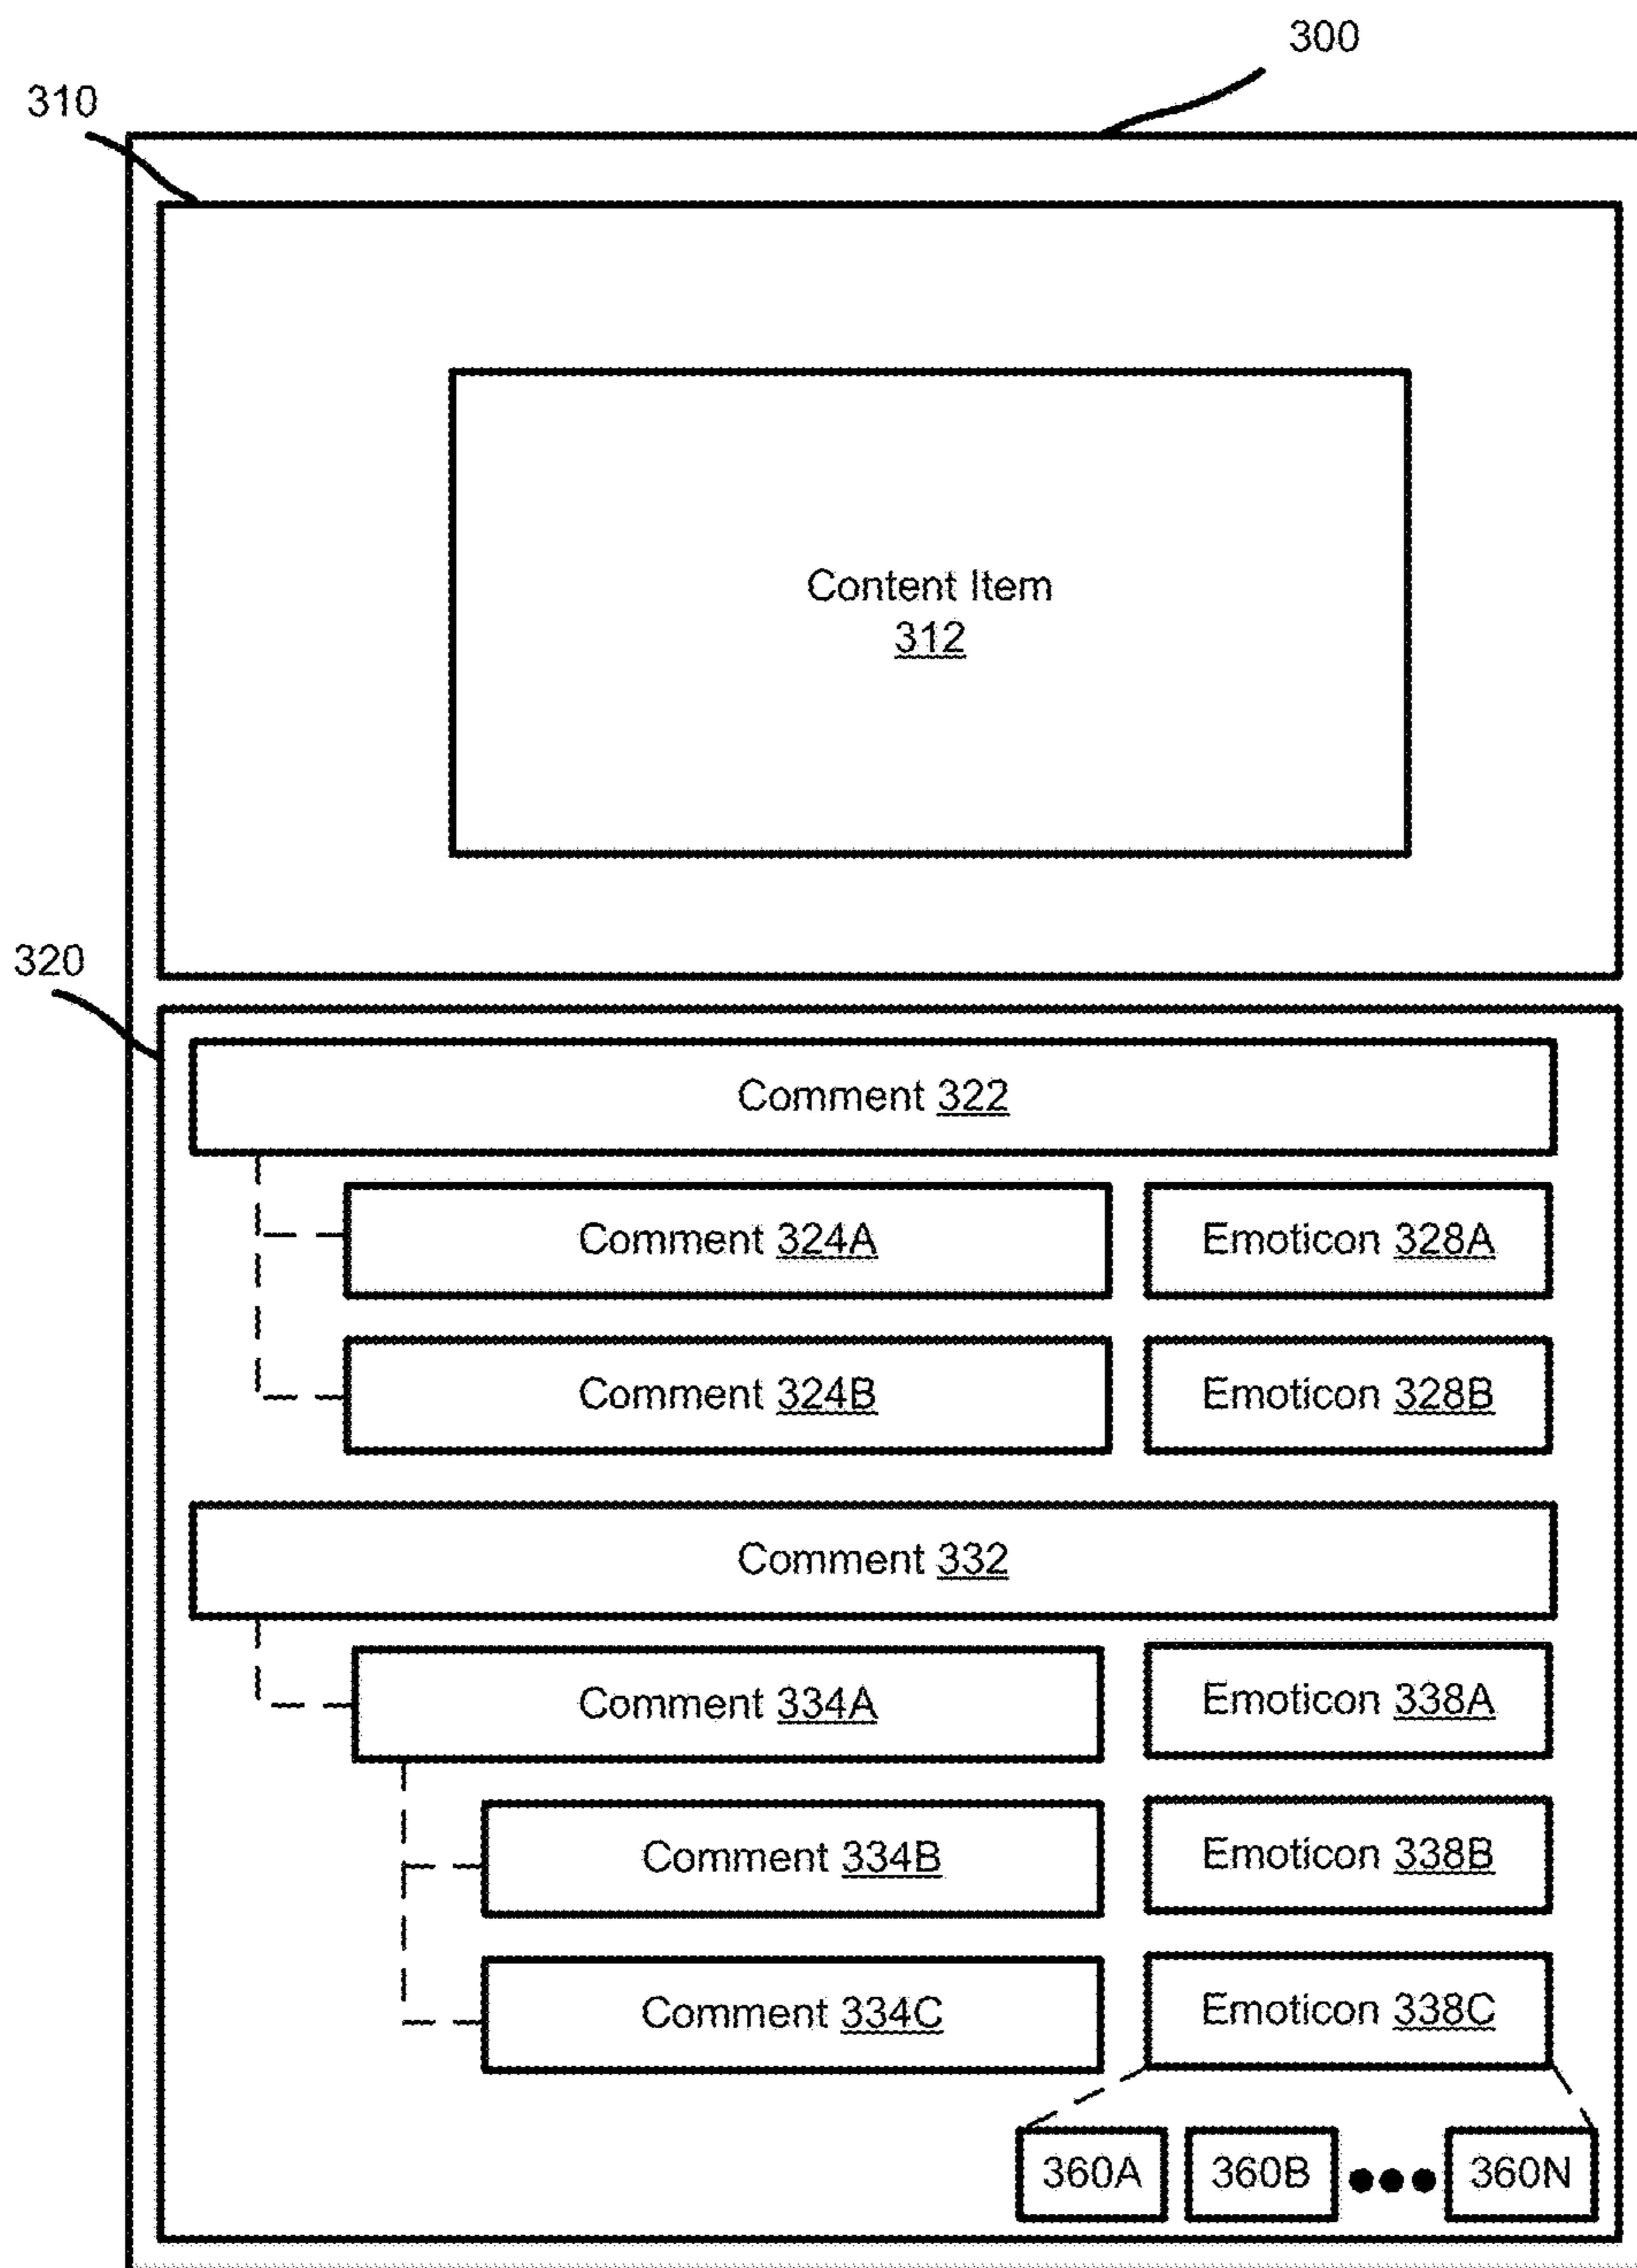 300
310
Content Item
312
320
Comment 322
Comment 324A
Emoticon 328A
Comment 324B
Emoticon 328B
Comment 332
Comment 334A
Emoticon 338A
Comment 334B
Emoticon 338B
Comment 334C
Emoticon 338C
360A
360B
360N